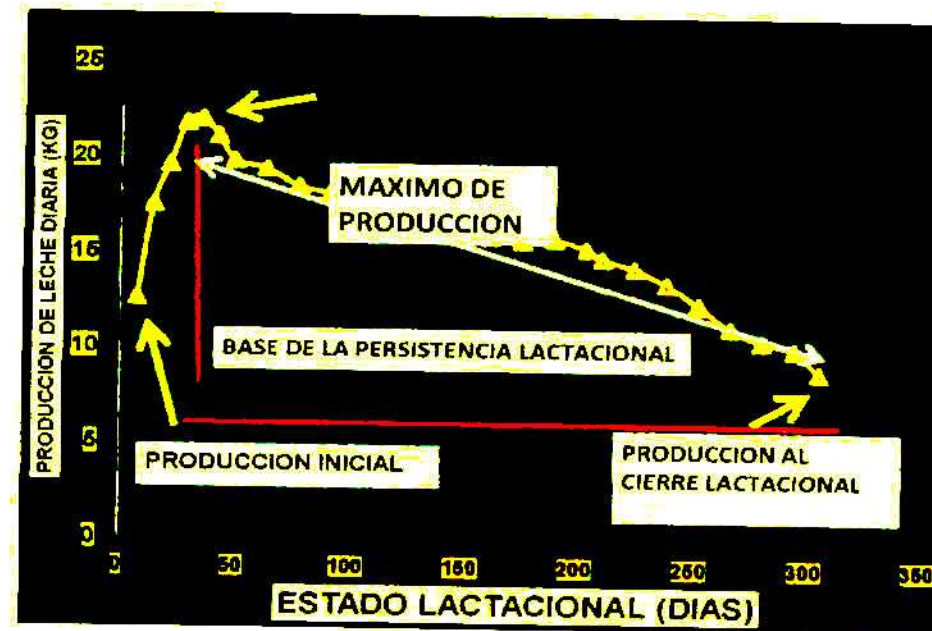 PRODUCCION DE LECHE DIARIA (KG)
25
20
15
10
5
0
MAXIMO DE
PRODUCCION
BASE DE LA PERSISTENCIA LACTACIONAL
PRODUCCION INICIAL
PRODUCCION AL
CIERRE LACTACIONAL
0 50 100 150 200 250 300 350
ESTADO LACTACIONAL (DIAS)